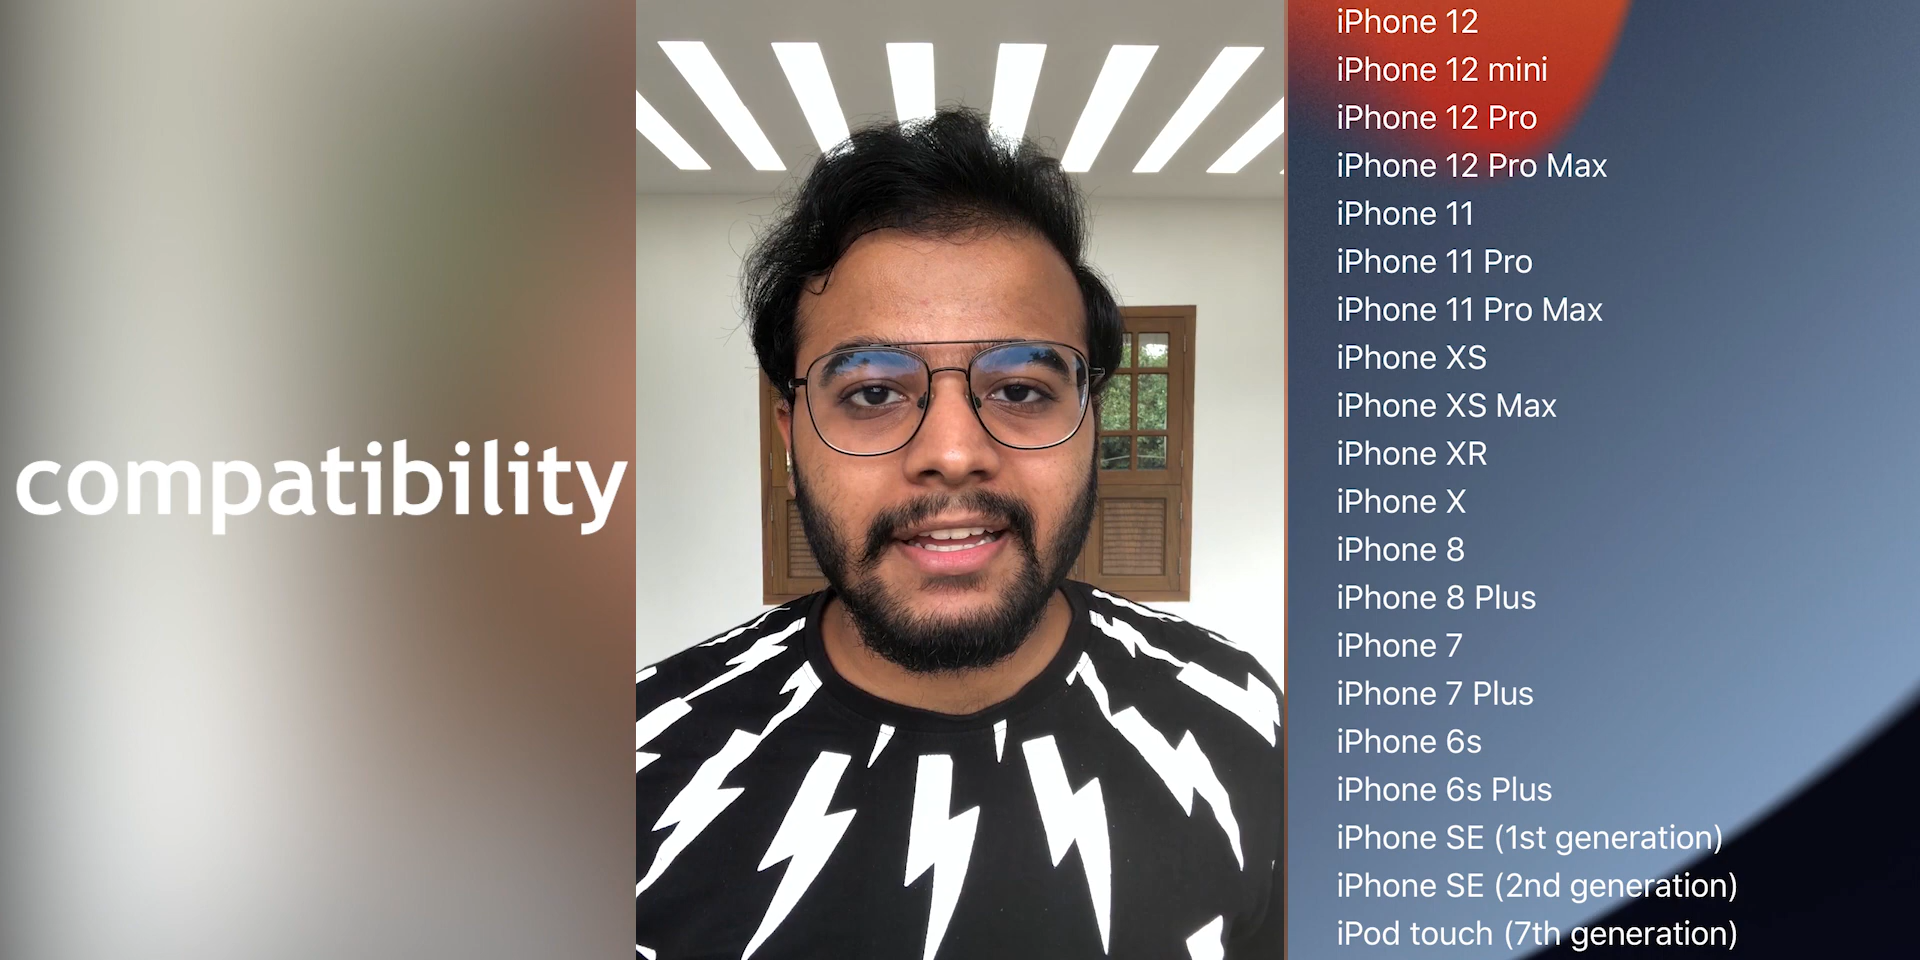 compatibility
iPhone 12
iPhone 12 mini
iPhone 12 Pro
iPhone 12 Pro Max
iPhone 11
iPhone 11 Pro
iPhone 11 Pro Max
iPhone XS
iPhone XS Max
iPhone XR
iPhone X
iPhone 8
iPhone 8 Plus
iPhone 7
iPhone 7 Plus
iPhone 6s
iPhone 6s Plus
iPhone SE (1st generation)
iPhone SE (2nd generation)
iPod touch (7th generation)